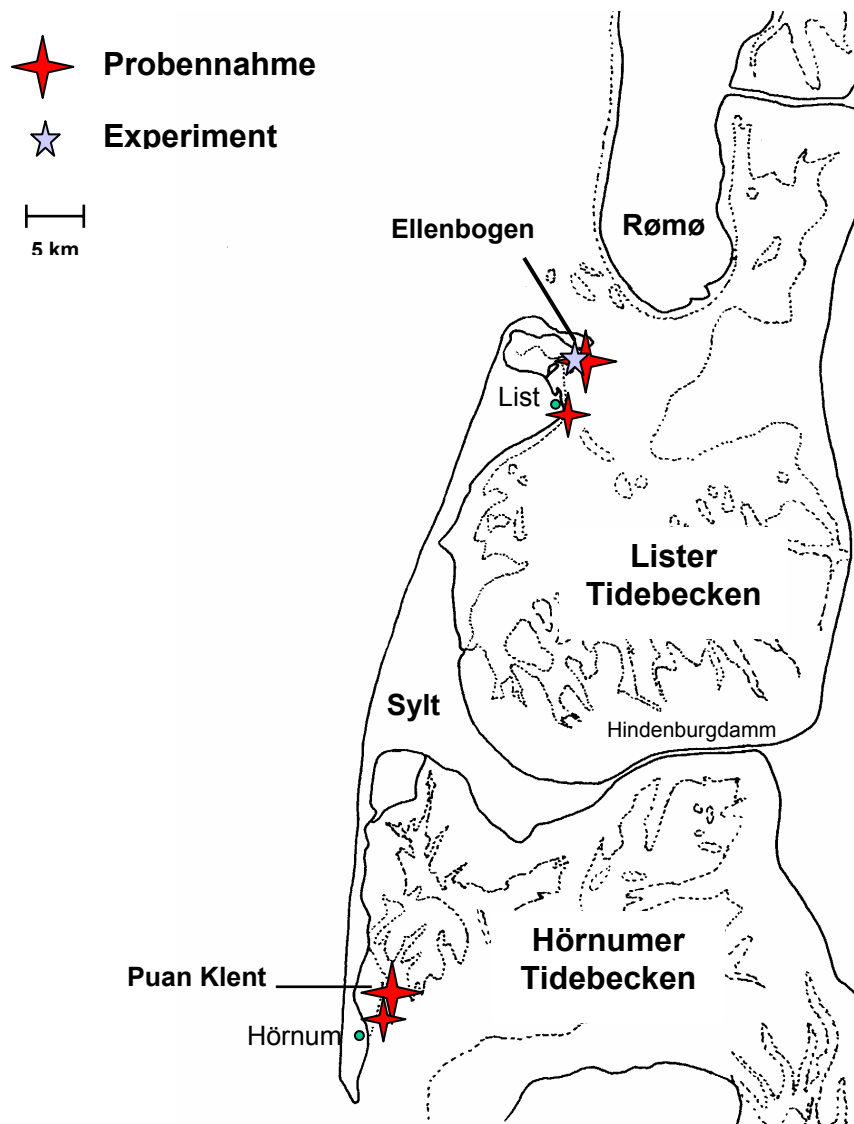 Probennahme
Experiment
5 km
Ellenbogen
Rømø
List
Lister
Tidebecken
Sylt
Hindenburgdamm
Hörnumer
Tidebecken
Puan Klent
Hörnum